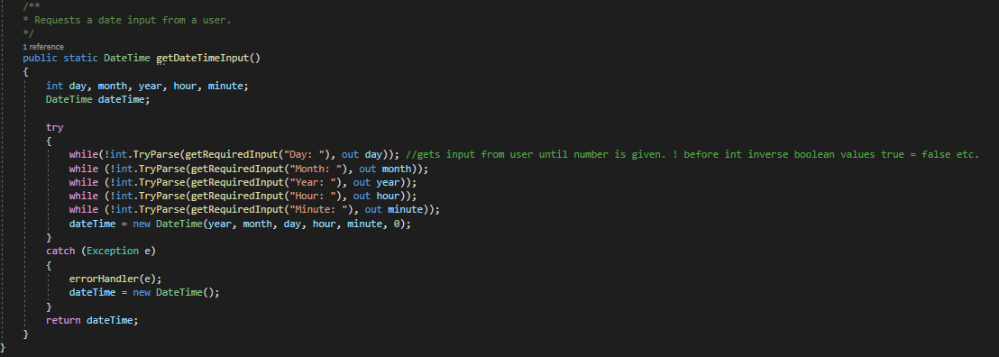 /**
* Requests a date input from a user.
*/
1 reference
public static DateTime getDateTimeInput()
{
int day, month, year, hour, minute;
DateTime dateTime;
try
{
while(!int.TryParse(getRequiredInput("Day: "), out day)); //gets input from user until number is given. ! before int inverse boolean values true = false etc.
while (!int.TryParse(getRequiredInput("Month: "), out month));
while (!int.TryParse(getRequiredInput("Year: "), out year));
while (!int.TryParse(getRequiredInput("Hour: "), out hour));
while (!int.TryParse(getRequiredInput("Minute: "), out minute));
dateTime = new DateTime(year, month, day, hour, minute, 0);
}
catch (Exception e)
{
errorHandler(e);
dateTime = new DateTime();
}
return dateTime;
}
}